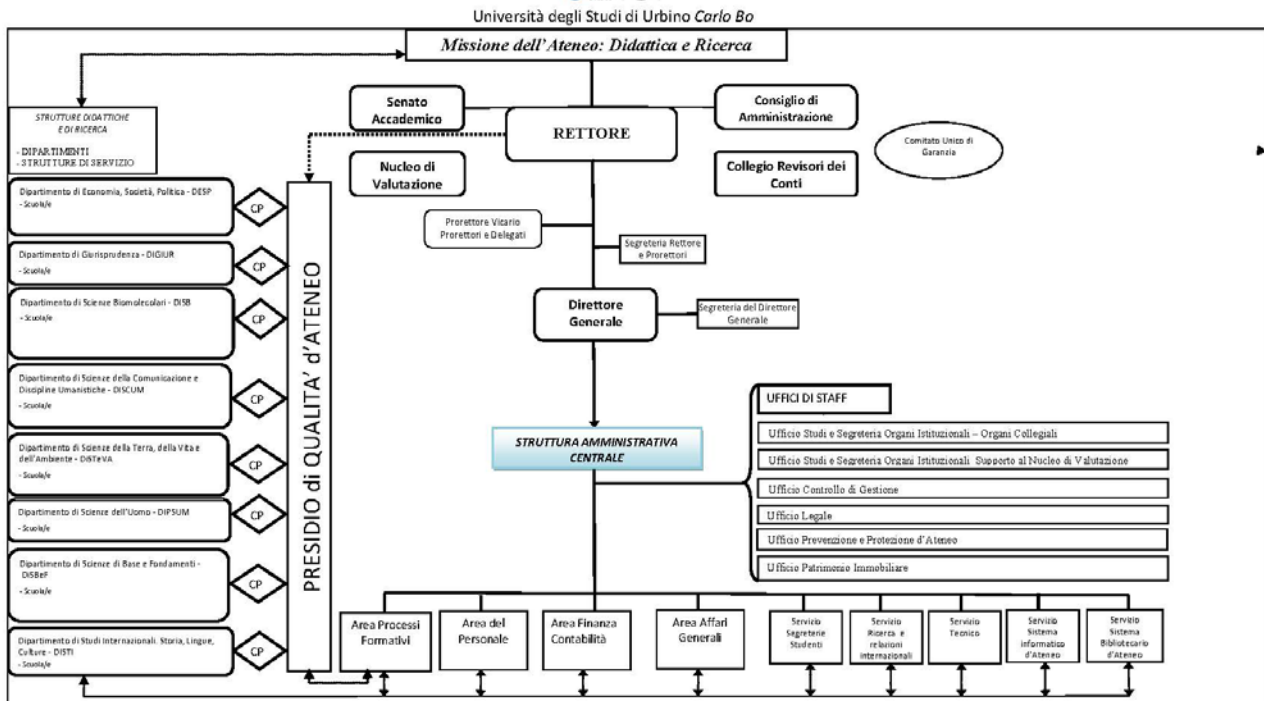 Università degli Studi di Urbino Carlo Bo
Missione dell'Ateneo: Didattica e Ricerca
STRUTTURE DIDATTICHE
E DI RICERCA
- DIPARTIMENTI
- STRUTTURE DI SERVIZIO
Senato
Accademico
Consiglio di
Amministrazione
RETTORE
Comitato Unico di
Garanzia
Nucleo di
Valutazione
Collegio Revisori dei
Conti
Prorettore Vicario
Prorettori e Delegati
Segreteria Rettore
e Prorettori
Direttore
Generale
Segreteria del Direttore
Generale
Dipartimento di Economia, Società, Politica - DESP
- Scuola/e
CP
Dipartimento di Giurisprudenza - DIGIUR
- Scuola/e
CP
Dipartimento di Scienze Biomolecolari - DISB
- Scuola/e
CP
Dipartimento di Scienze della Comunicazione e
Discipline Umanistiche - DISCUM
- Scuola/e
CP
Dipartimento di Scienze della Terra, della Vita e
dell'Ambiente - DiSTeVA
- Scuola/e
CP
Dipartimento di Scienze dell'Uomo - DIPSUM
- Scuola/e
CP
Dipartimento di Scienze di Base e Fondamenti -
DiSBeF
- Scuola/e
CP
Dipartimento di Studi Internazionali. Storia, Lingue,
Culture - DISTI
- Scuola/e
CP
PRESIDIO di QUALITA' d'ATENEO
STRUTTURA AMMINISTRATIVA
CENTRALE
UFFICI DI STAFF
Ufficio Studi e Segreteria Organi Istituzionali – Organi Collegiali
Ufficio Studi e Segreteria Organi Istituzionali Supporto al Nucleo di Valutazione
Ufficio Controllo di Gestione
Ufficio Legale
Ufficio Prevenzione e Protezione d'Ateneo
Ufficio Patrimonio Immobiliare
Area Processi
Formativi
Area del
Personale
Area Finanza
Contabilità
Area Affari
Generali
Servizio
Segreterie
Studenti
Servizio
Ricerca e
relazioni
internazionali
Servizio
Tecnico
Servizio
Sistema
informatico
d'Ateneo
Servizio
Sistema
Bibliotecario
d'Ateneo